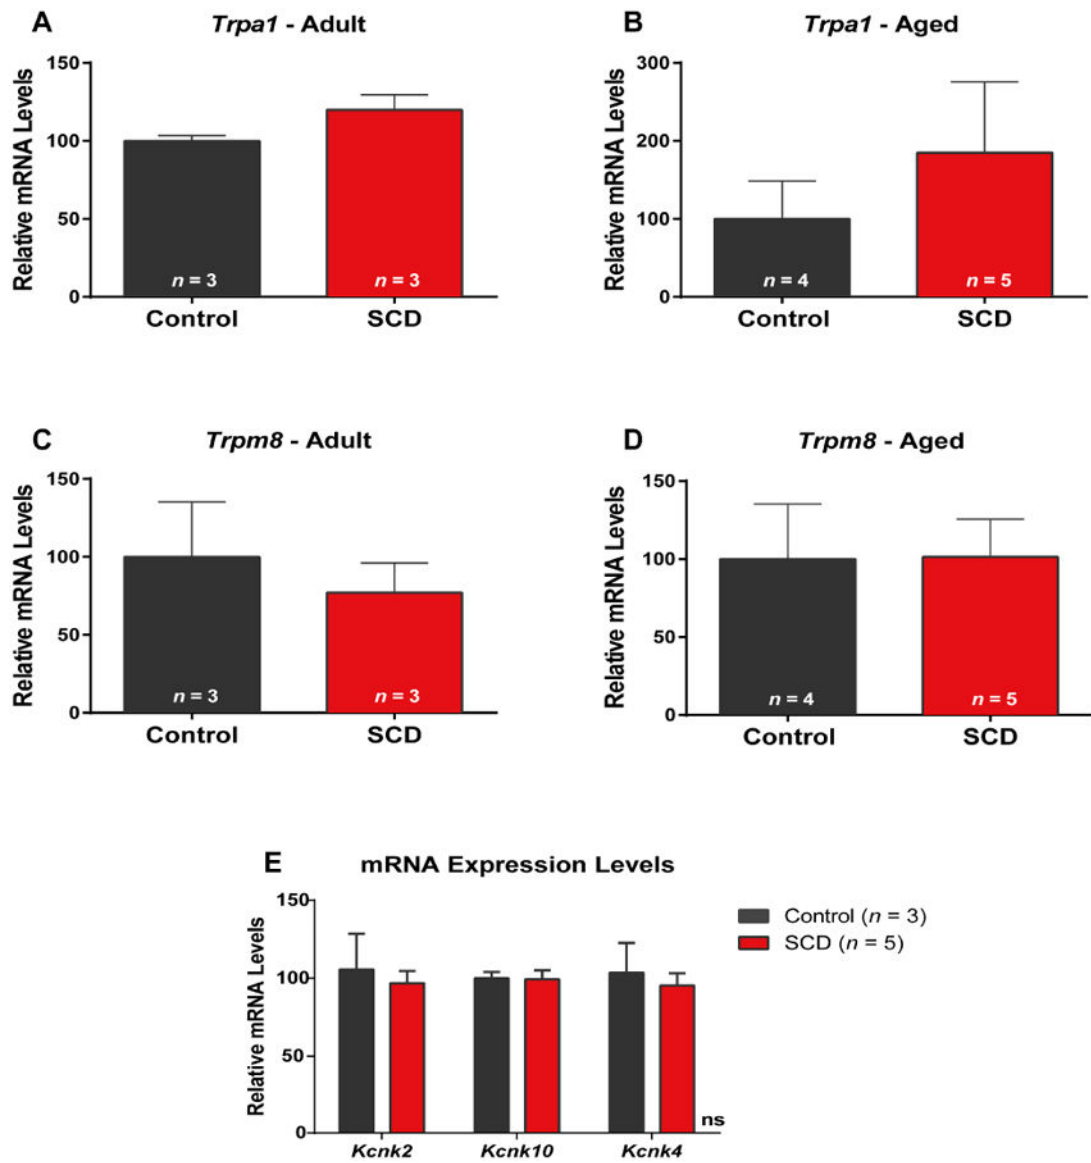 A
Trpa1 - Adult
Relative mRNA Levels
150
100
50
0
n = 3
n = 3
Control
SCD
B
Trpa1 - Aged
Relative mRNA Levels
300
200
100
0
n = 4
n = 5
Control
SCD
C
Trpm8 - Adult
Relative mRNA Levels
150
100
50
0
n = 3
n = 3
Control
SCD
D
Trpm8 - Aged
Relative mRNA Levels
150
100
50
0
n = 4
n = 5
Control
SCD
E
mRNA Expression Levels
Relative mRNA Levels
150
100
50
0
Kcnk2
Kcnk10
Kcnk4
ns
Control (n = 3)
SCD (n = 5)